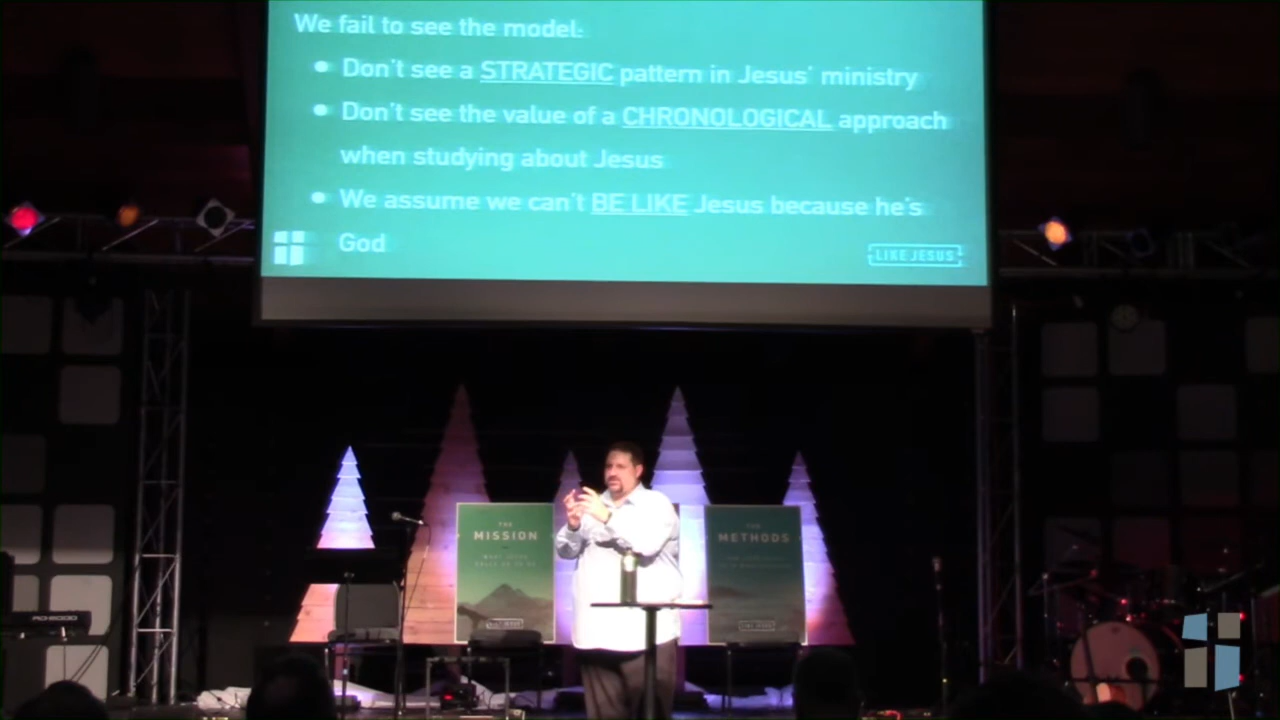 We fail to see the model:
• Don't see a STRATEGIC pattern in Jesus' ministry
• Don't see the value of a CHRONOLOGICAL approach
when studying about Jesus
• We assume we can't BE LIKE Jesus because he's
God
LIKE JESUS
THE
MISSION
THE
METHODS